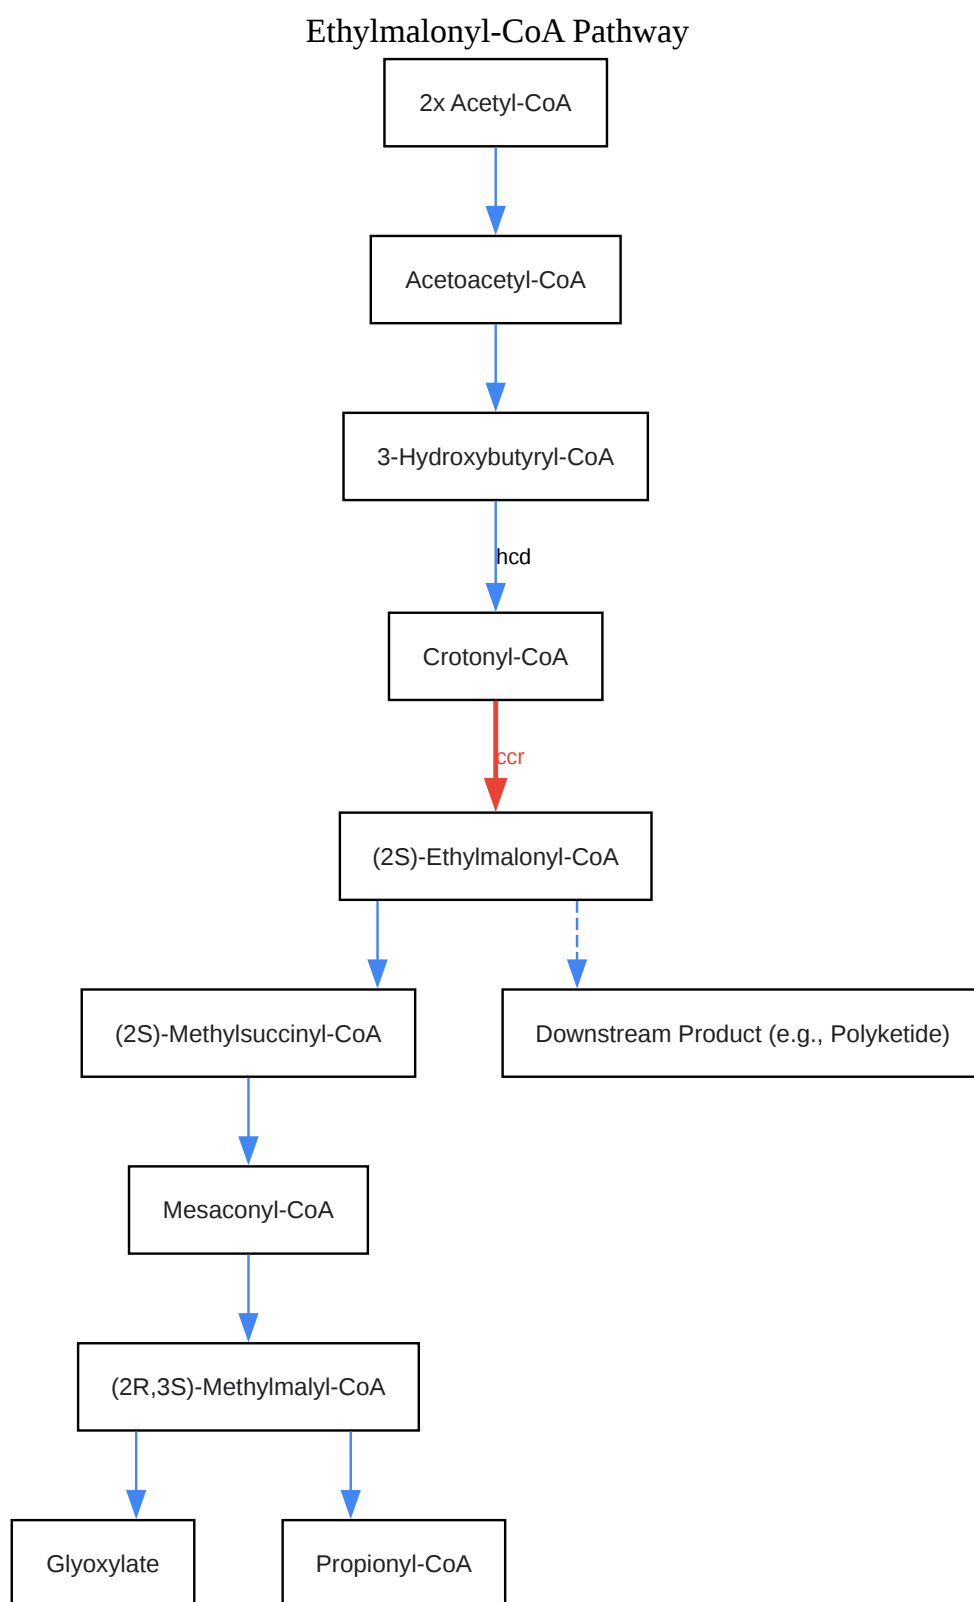 Ethylmalonyl-CoA Pathway
2x Acetyl-CoA
Acetoacetyl-CoA
3-Hydroxybutyryl-CoA
hcd
Crotonyl-CoA
ccr
(2S)-Ethylmalonyl-CoA
(2S)-Methylsuccinyl-CoA
Downstream Product (e.g., Polyketide)
Mesaconyl-CoA
(2R,3S)-Methylmalyl-CoA
Glyoxylate
Propionyl-CoA